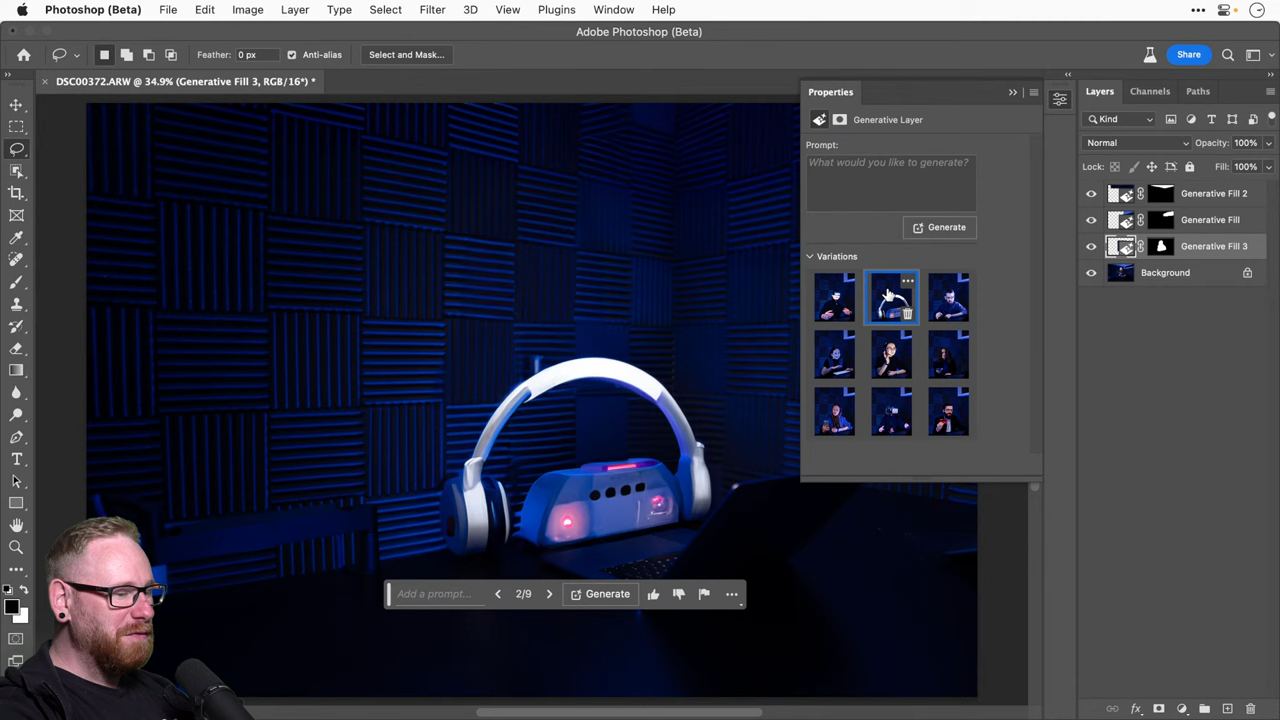 Photoshop (Beta) File Edit Image Layer Type Select Filter 3D View Plugins Window Help
Adobe Photoshop (Beta)
Feather: 0 px Anti-alias Select and Mask... Share
DSC00372.ARW @ 34.9% (Generative Fill 3, RGB/16*) *
Properties
Generative Layer
Prompt:
What would you like to generate?
Generate
Variations
Add a prompt... 2/9 Generate
Layers Channels Paths
Kind
Normal Opacity: 100%
Lock: Fill: 100%
Generative Fill 2
Generative Fill
Generative Fill 3
Background